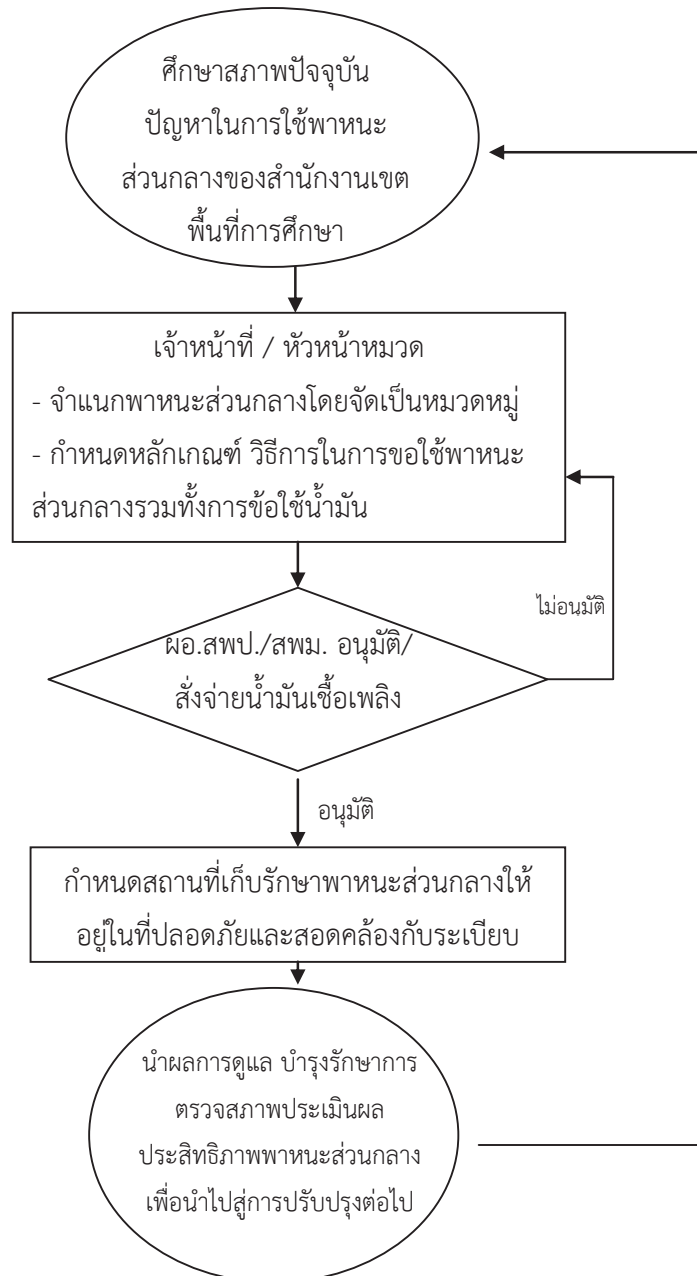 ศึกษาสภาพปัจจุบัน
ปัญหาในการใช้พาหนะ
ส่วนกลางของสำนักงานเขต
พื้นที่การศึกษา
เจ้าหน้าที่ / หัวหน้าหมวด
- จำแนกพาหนะส่วนกลางโดยจัดเป็นหมวดหมู่
- กำหนดหลักเกณฑ์ วิธีการในการขอใช้พาหนะ
ส่วนกลางรวมทั้งการข้อใช้น้ำมัน
ไม่อนุมัติ
ผอ.สพป./สพม. อนุมัติ/
สั่งจ่ายน้ำมันเชื้อเพลิง
อนุมัติ
กำหนดสถานที่เก็บรักษาพาหนะส่วนกลางให้
อยู่ในที่ปลอดภัยและสอดคล้องกับระเบียบ
นำผลการดูแล บำรุงรักษาการ
ตรวจสภาพประเมินผล
ประสิทธิภาพพาหนะส่วนกลาง
เพื่อนำไปสู่การปรับปรุงต่อไป